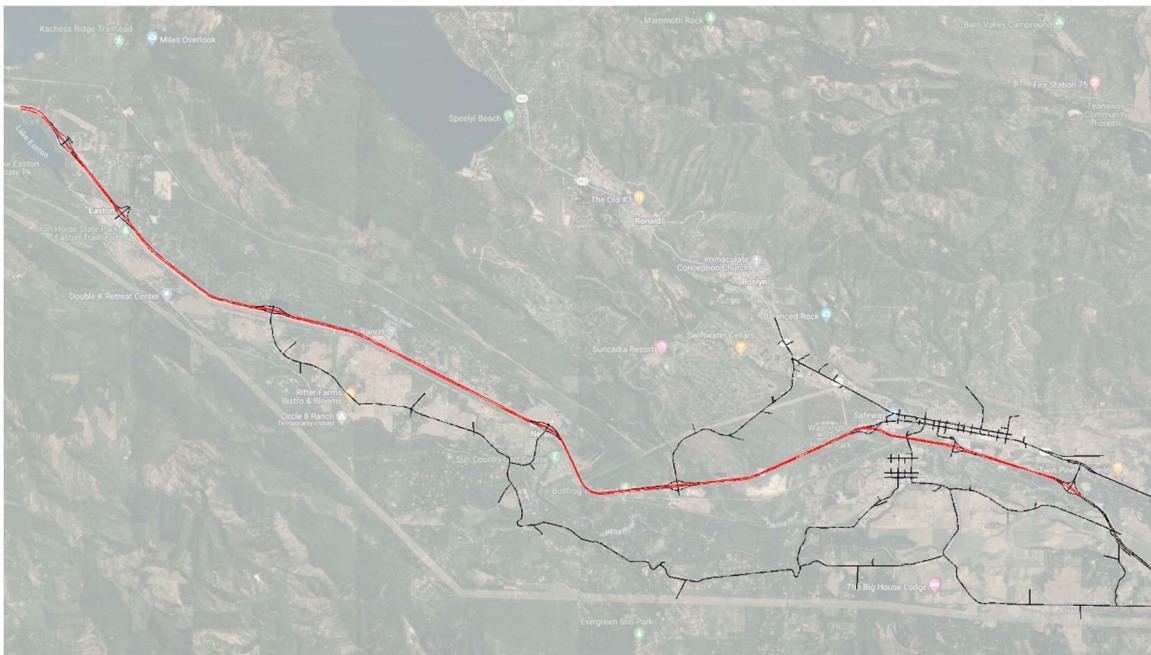 Kachess Ridge Trailhead
Miles Overlook
Mammoth Rock
Barn Valley Campground
Fire Station 75
Teanaway
Community
Forest
Speelyi Beach
Lake Easton
Easton
Iron Horse State Park
Easton Trailhead
The Old #3
Ronald
Immaculate
Conception Church
Roslyn
Double K Retreat Center
Balanced Rock
Suncadia Resort
Swiftwater Cellars
Ritter Farms
Bistro & Blooms
Circle 8 Ranch
Temporarily closed
Safeway
Sun Country
Bullfrog
Twin Pines
The Big House Lodge
Evergreen Sno Park